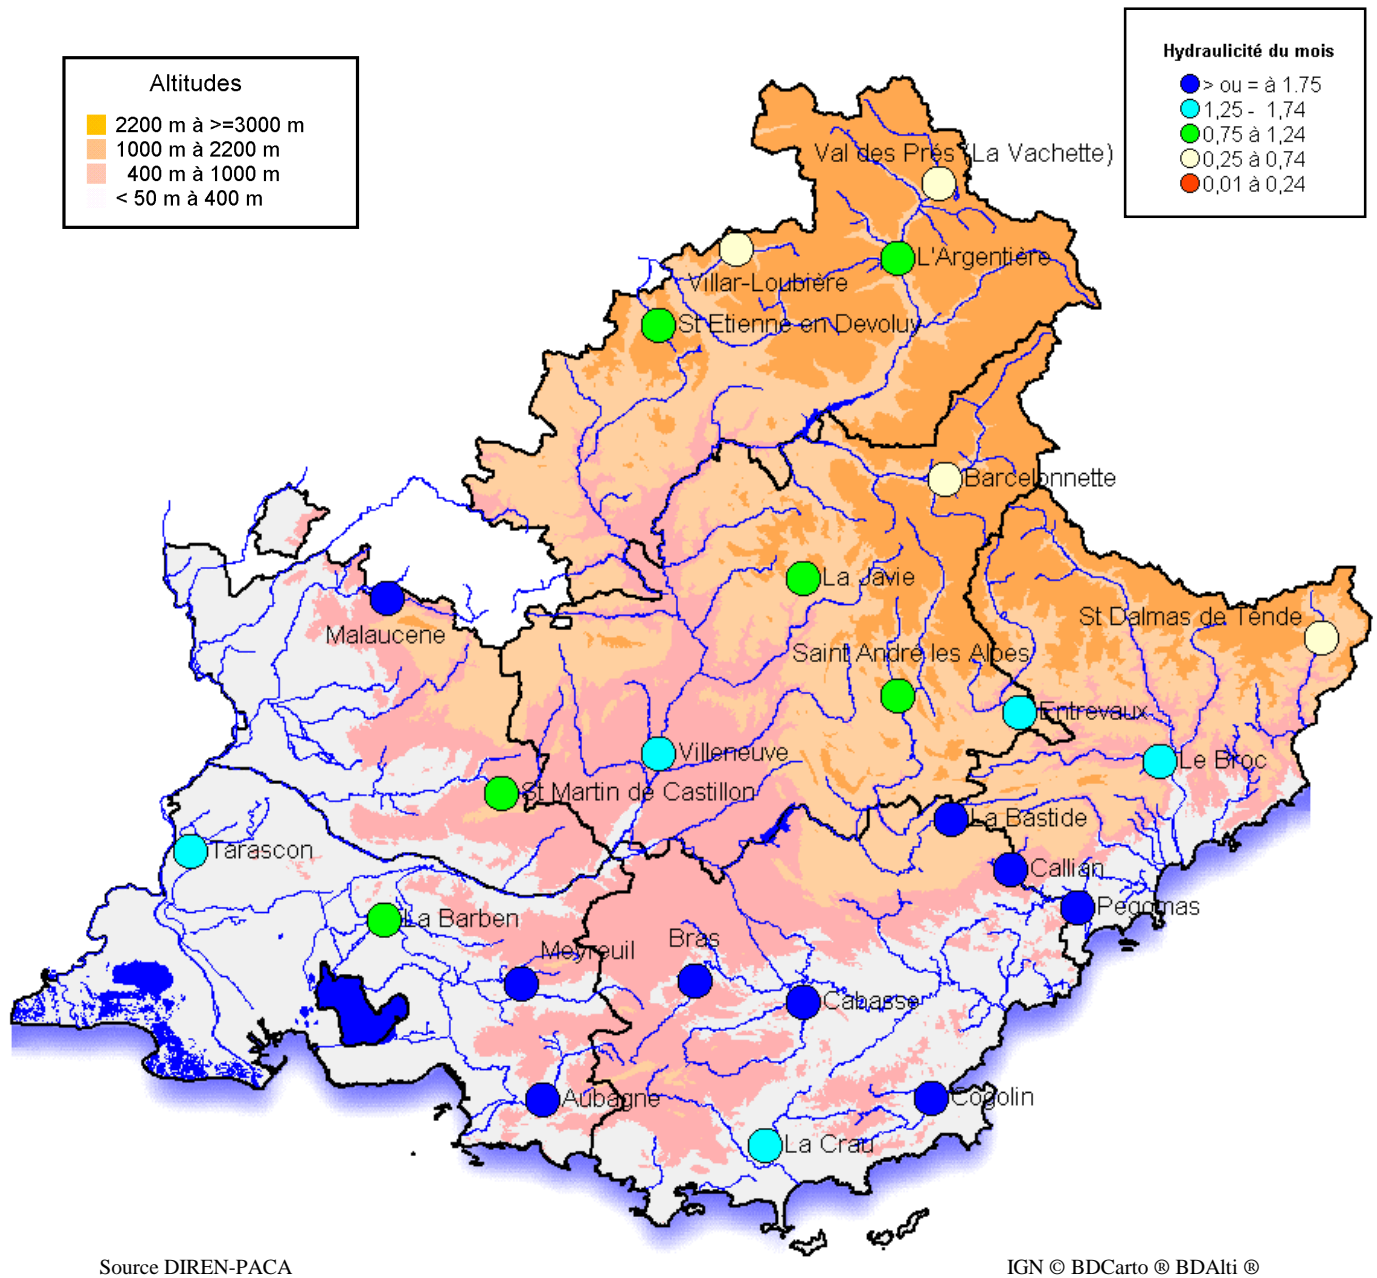 Altitudes
2200 m à >=3000 m
1000 m à 2200 m
400 m à 1000 m
< 50 m à 400 m
Hydraulicité du mois
> ou = à 1.75
1,25 - 1,74
0,75 à 1,24
0,25 à 0,74
0,01 à 0,24
Val des Prés (La Vachette)
L'Argentière
Villar-Loubière
St Etienne en Devoluy
Barcelonnette
La Javie
Malaucene
St Dalmas de Tende
Saint André les Alpes
Entrevaux
Villeneuve
Le Broc
St Martin de Castillon
La Bastide
Tarascon
Callian
Pegomas
La Barben
Meyreuil
Bras
Cabasse
Aubagne
Cogolin
La Crau
Source DIREN-PACA
IGN © BDCarto ® BDAlti ®